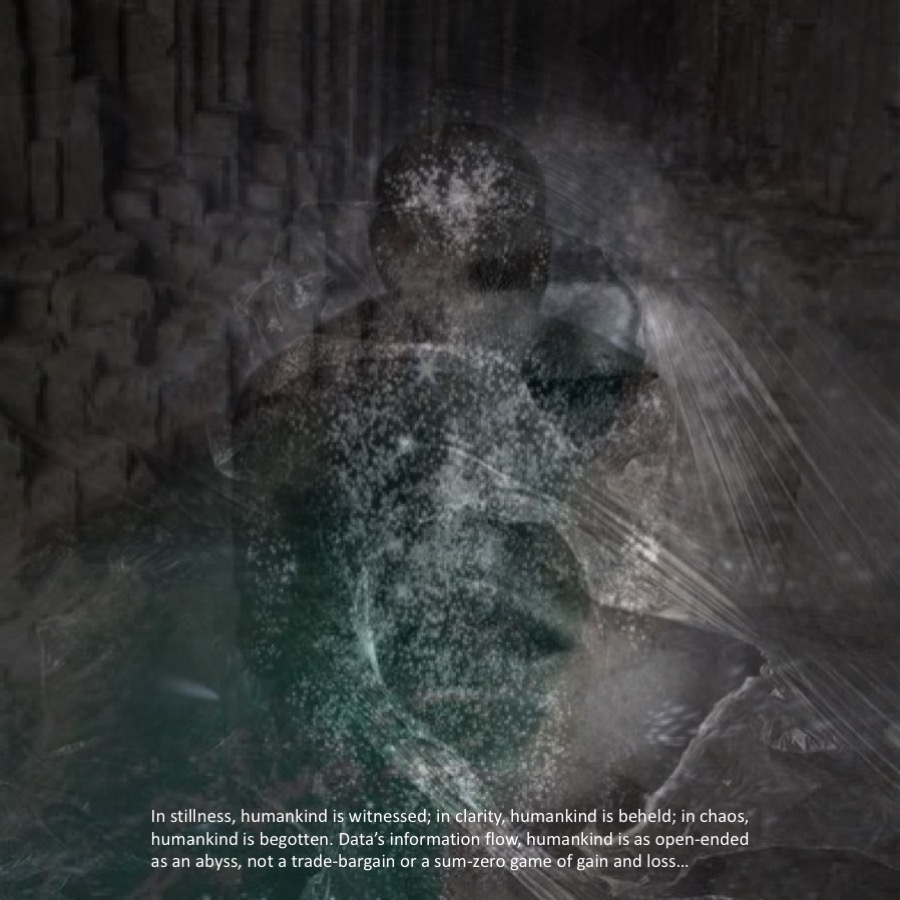 In stillness, humankind is witnessed; in clarity, humankind is beheld; in chaos,
humankind is begotten. Data’s information flow, humankind is as open-ended
as an abyss, not a trade-bargain or a sum-zero game of gain and loss...